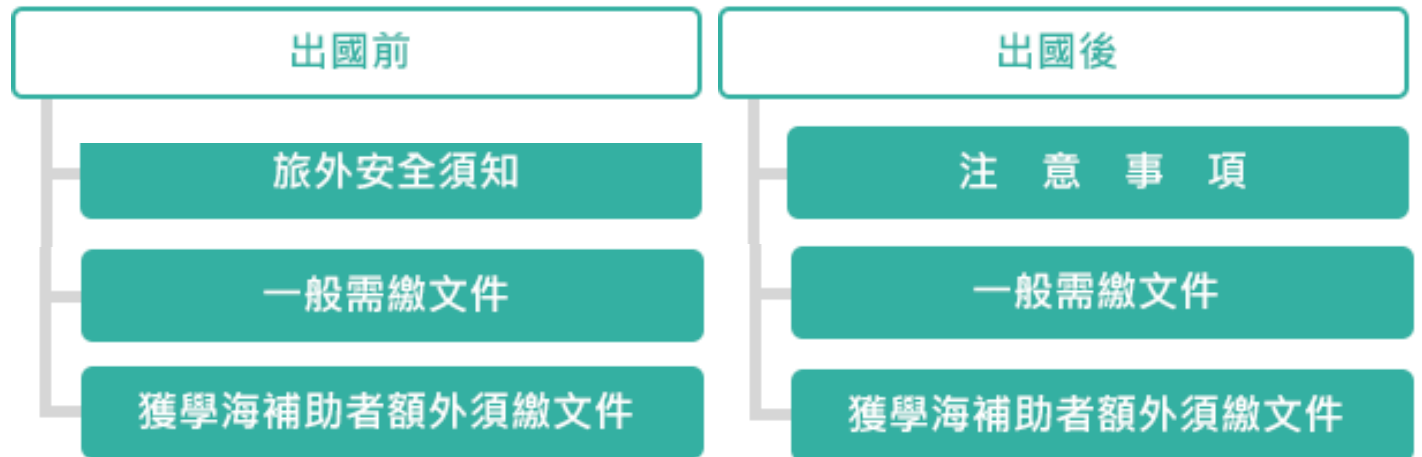 出國前
旅外安全須知
一般需繳文件
獲學海補助者額外須繳文件
出國後
注意事項
一般需繳文件
獲學海補助者額外須繳文件